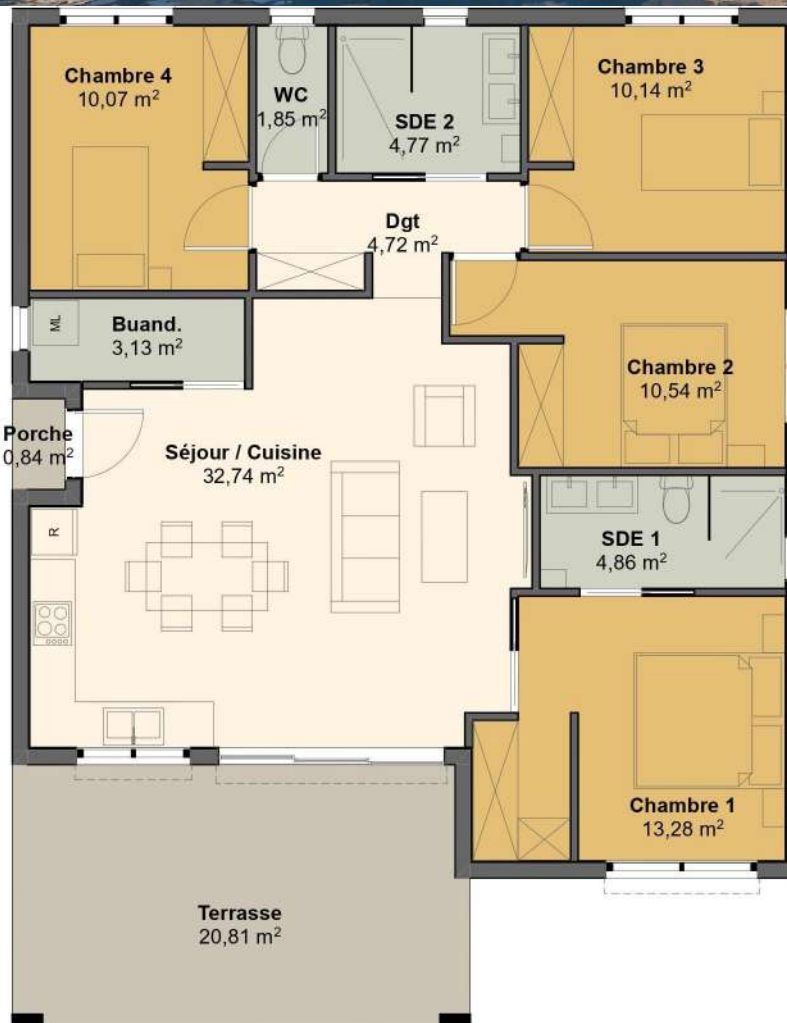 Chambre 4
10,07 m²
WC
1,85 m²
SDE 2
4,77 m²
Chambre 3
10,14 m²
Dgt
4,72 m²
ML
Buand.
3,13 m²
Chambre 2
10,54 m²
Porche
0,84 m²
Séjour / Cuisine
32,74 m²
R
SDE 1
4,86 m²
Chambre 1
13,28 m²
Terrasse
20,81 m²